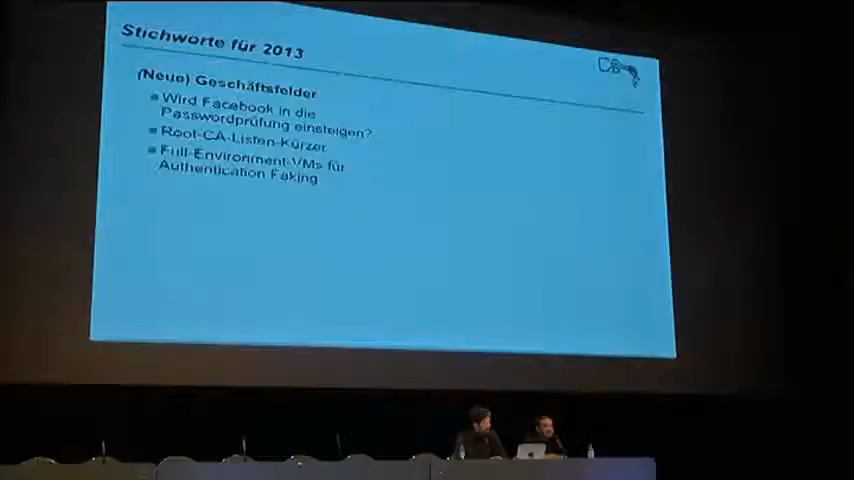 Stichworte für 2013
(Neue) Geschäftsfelder
Wird Facebook in die
Passwordprüfung einsteigen?
Root-CA-Listen-Kürzer
Full-Environment-VMs für
Authentication Faking